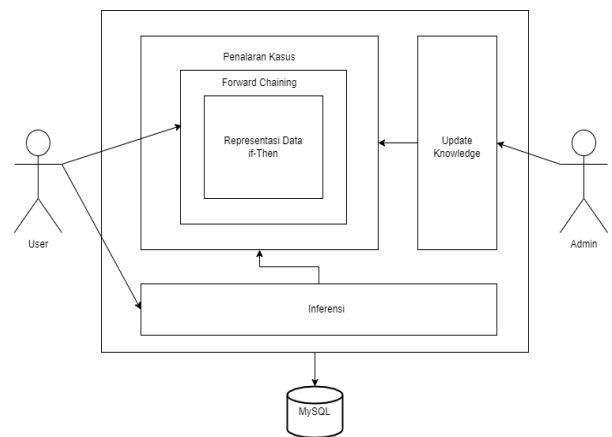 Penalaran Kasus
Forward Chaining
Representasi Data
if-Then
Update
Knowledge
User
Admin
Inferensi
MySQL